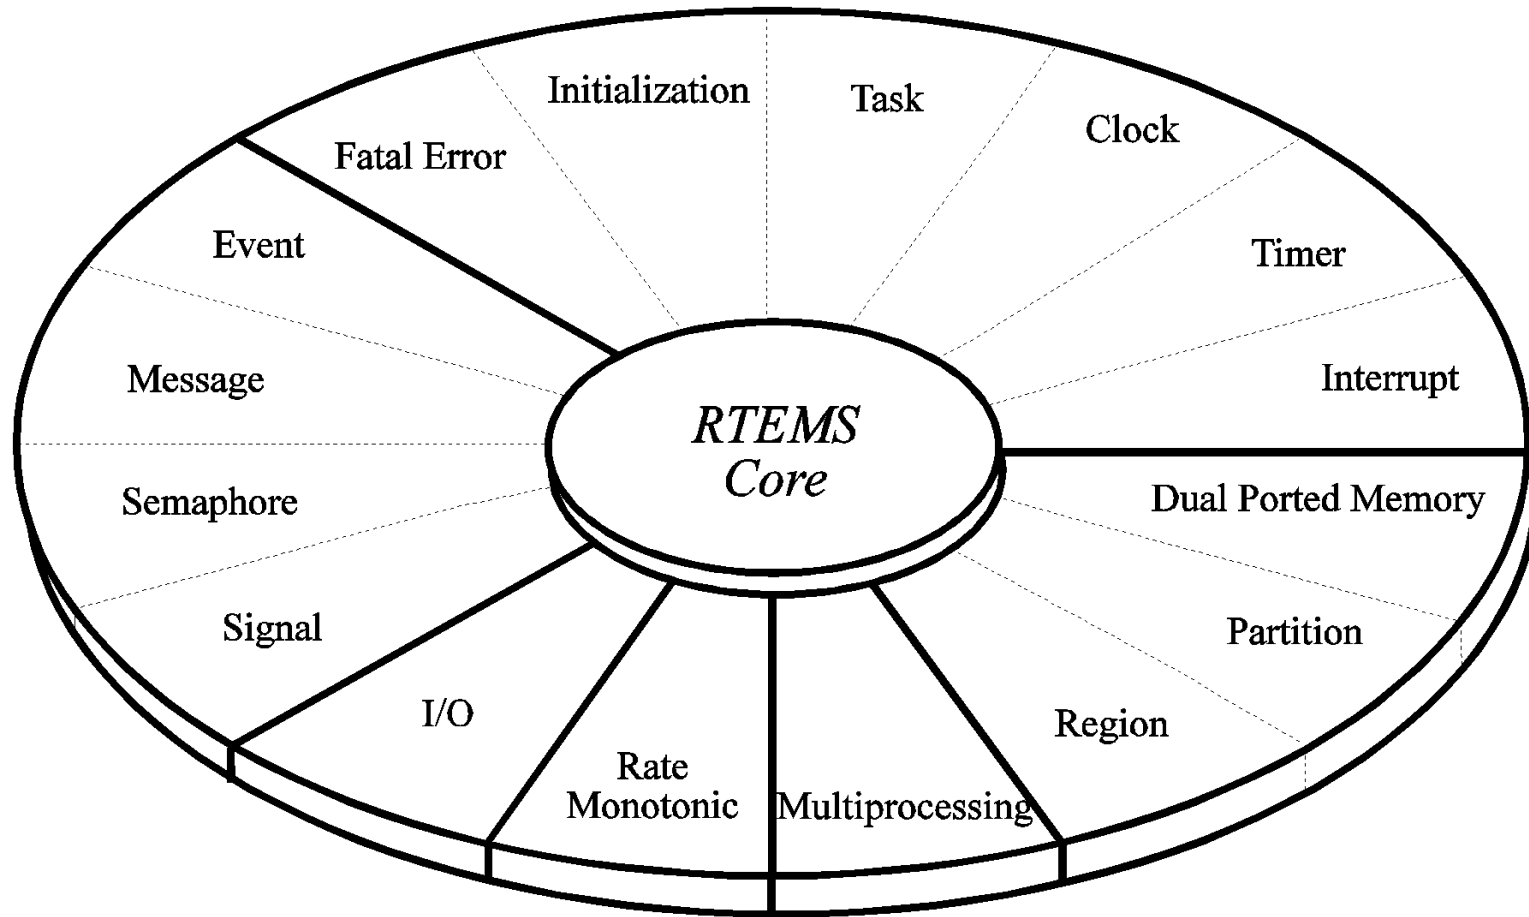 Initialization
Task
Clock
Fatal Error
Event
Timer
Message
Interrupt
RTEMS
Core
Semaphore
Dual Ported Memory
Signal
Partition
I/O
Region
Rate
Monotonic
Multiprocessing